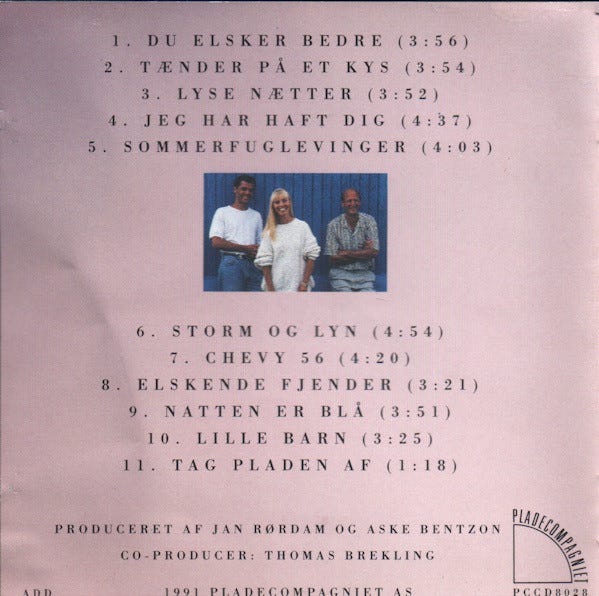 1. DU ELSKER BEDRE (3:56)
2. TÆNDER PÅ ET KYS (3:54)
3. LYSE NÆTTER (3:52)
4. JEG HAR HAFT DIG (4:37)
5. SOMMERFUGLEVINGER (4:03)
6. STORM OG LYN (4:54)
7. CHEVY 56 (4:20)
8. ELSKENDE FJENDER (3:21)
9. NATTEN ER BLÅ (3:51)
10. LILLE BARN (3:25)
11. TAG PLADEN AF (1:18)
PRODUCERET AF JAN RØRDAM OG ASKE BENTZON
CO-PRODUCER: THOMAS BREKLING
PLADECOMPAGNIET
ADD 1991 PLADECOMPAGNIET AS PCCD8028